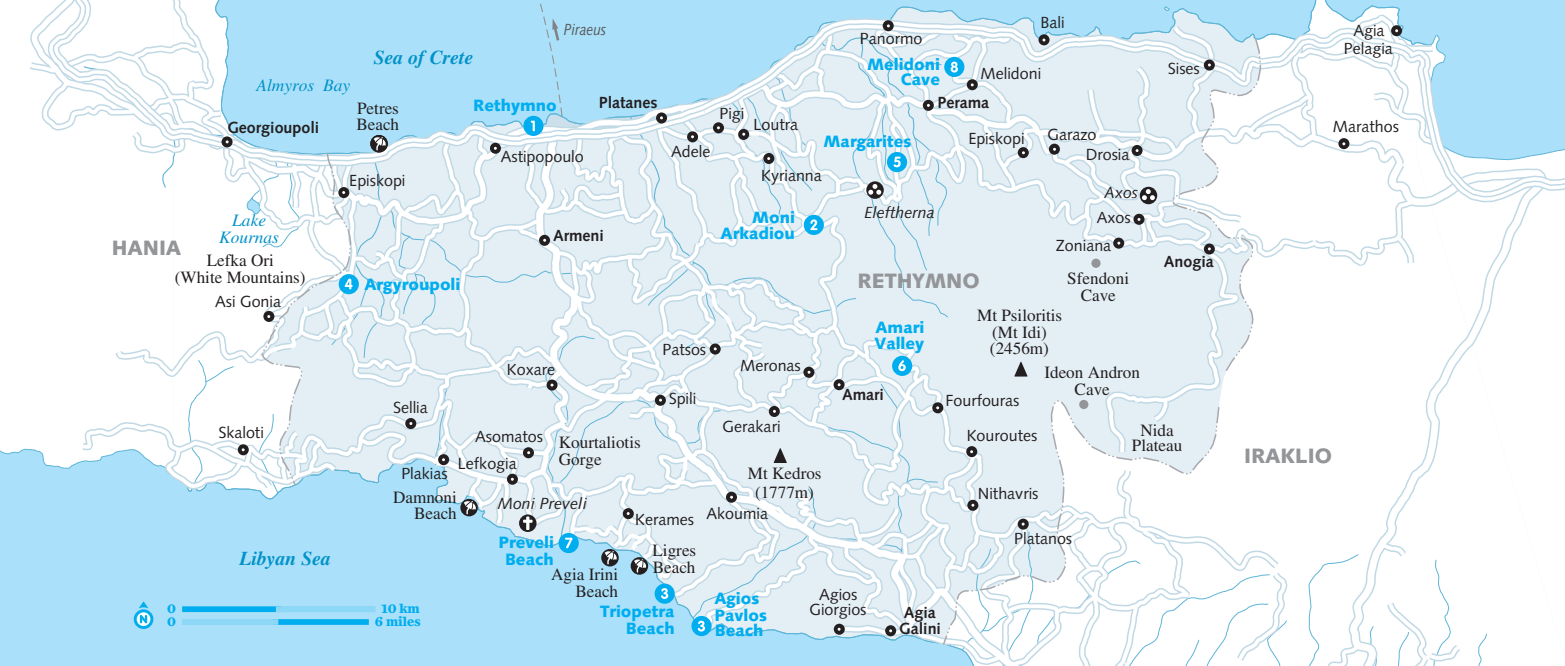 Piraeus
Sea of Crete
Almyros Bay
Petres
Beach
Rethymno
1
Platanes
Georgioupoli
Astipopoulo
Episkopi
Lake
Kournas
HANIA
Lefka Ori
(White Mountains)
4 Argyroupoli
Asi Gonia
Armeni
Panormo
Bali
Agia
Pelagia
Sises
Melidoni
Cave
8
Melidoni
Perama
Pigi
Loutra
Adele
Kyrianna
Margarites
5
Episkopi
Garazo
Drosia
Marathos
Eleftherna
Moni
Arkadiou
2
Axos
Axos
Zoniana
Anogia
Sfendoni
Cave
RETHYMNO
Mt Psiloritis
(Mt Idi)
(2456m)
Amari
Valley
6
Ideon Andron
Cave
Patsos
Meronas
Amari
Koxare
Spili
Gerakari
Fourfouras
Sellia
Skaloti
Asomatos
Kourtaliotis
Gorge
Plakias
Lefkogia
Kouroutes
Nida
Plateau
IRAKLIO
Mt Kedros
(1777m)
Damnoni
Beach
Moni Preveli
Akoumia
Nithavris
Kerames
Platanos
Preveli
Beach
7
Ligres
Beach
Agia Irini
Beach
Libyan Sea
3
Triopetra
Beach
3
Agios
Pavlos
Beach
Agios
Giorgios
Agia
Galini
N
0 10 km
0 6 miles